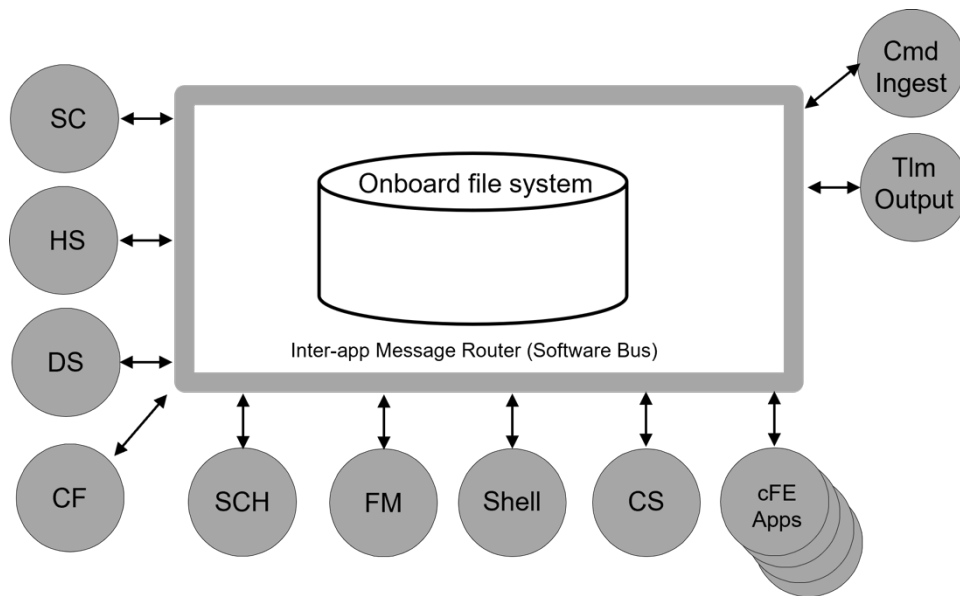 SC
HS
DS
CF
Onboard file system
Inter-app Message Router (Software Bus)
Cmd
Ingest
Tlm
Output
SCH
FM
Shell
CS
cFE
Apps